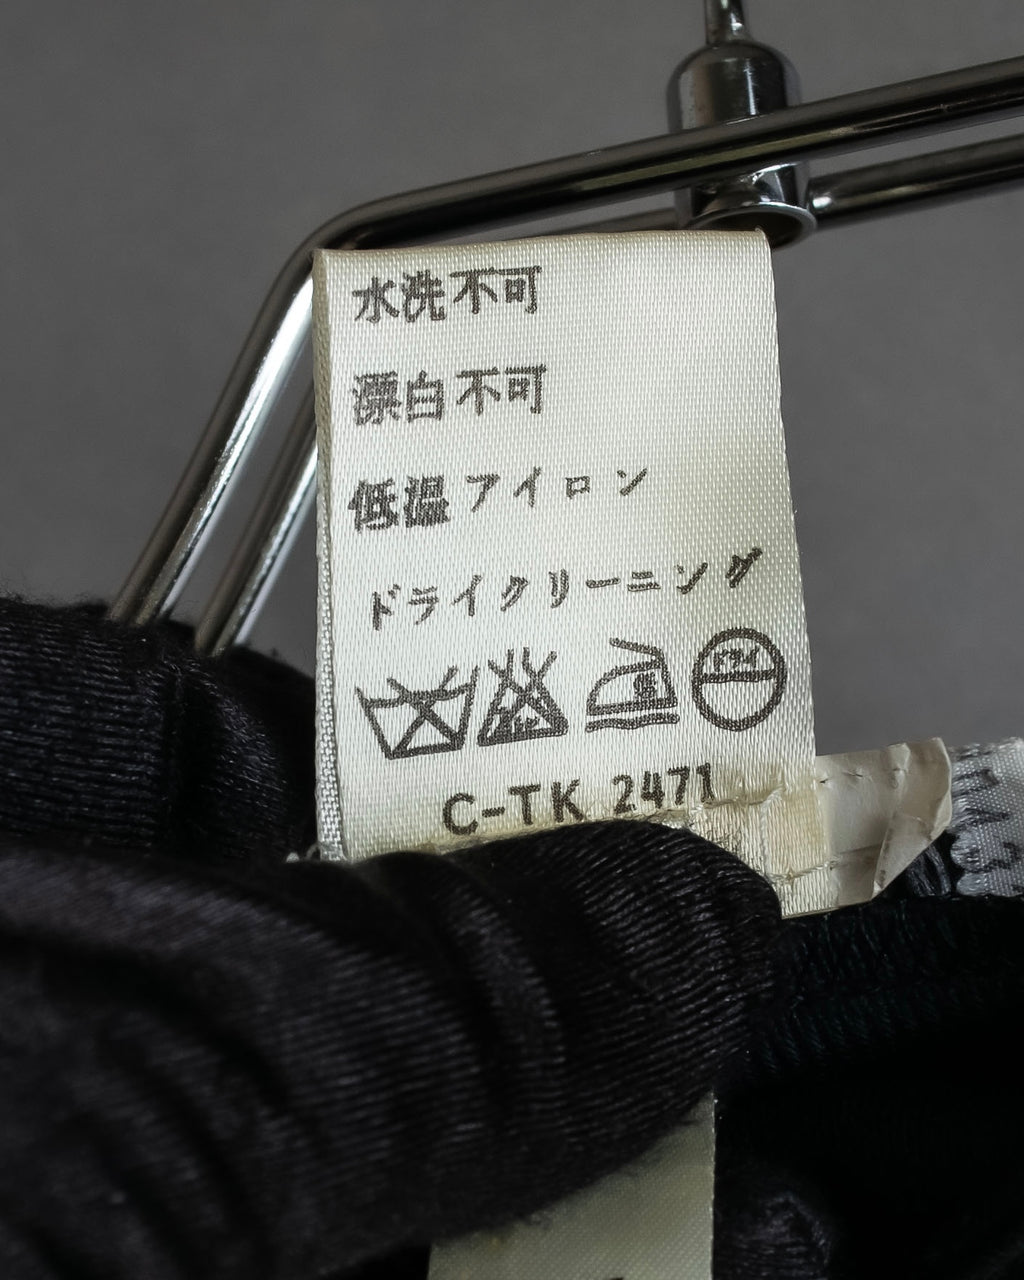 水洗不可
漂白不可
低温アイロン
ドライクリーニング
C-TK 2471